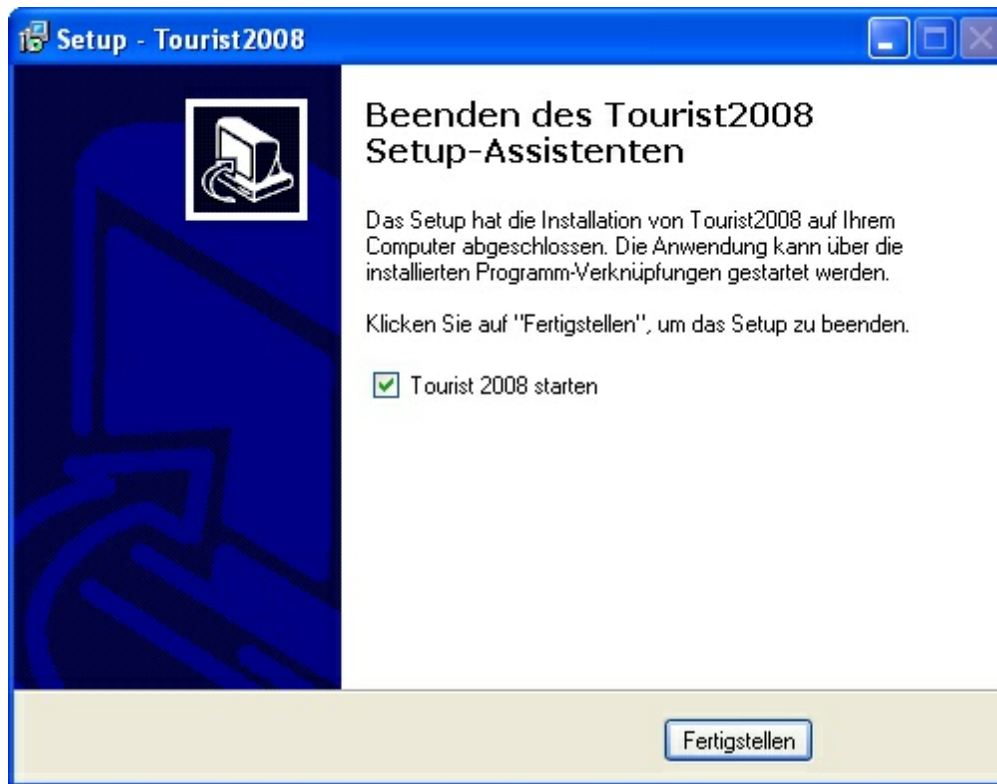 Setup - Tourist2008
Beenden des Tourist2008
Setup-Assistenten
Das Setup hat die Installation von Tourist2008 auf Ihrem
Computer abgeschlossen. Die Anwendung kann über die
installierten Programm-Verknüpfungen gestartet werden.
Klicken Sie auf "Fertigstellen", um das Setup zu beenden.
Tourist 2008 starten
Fertigstellen